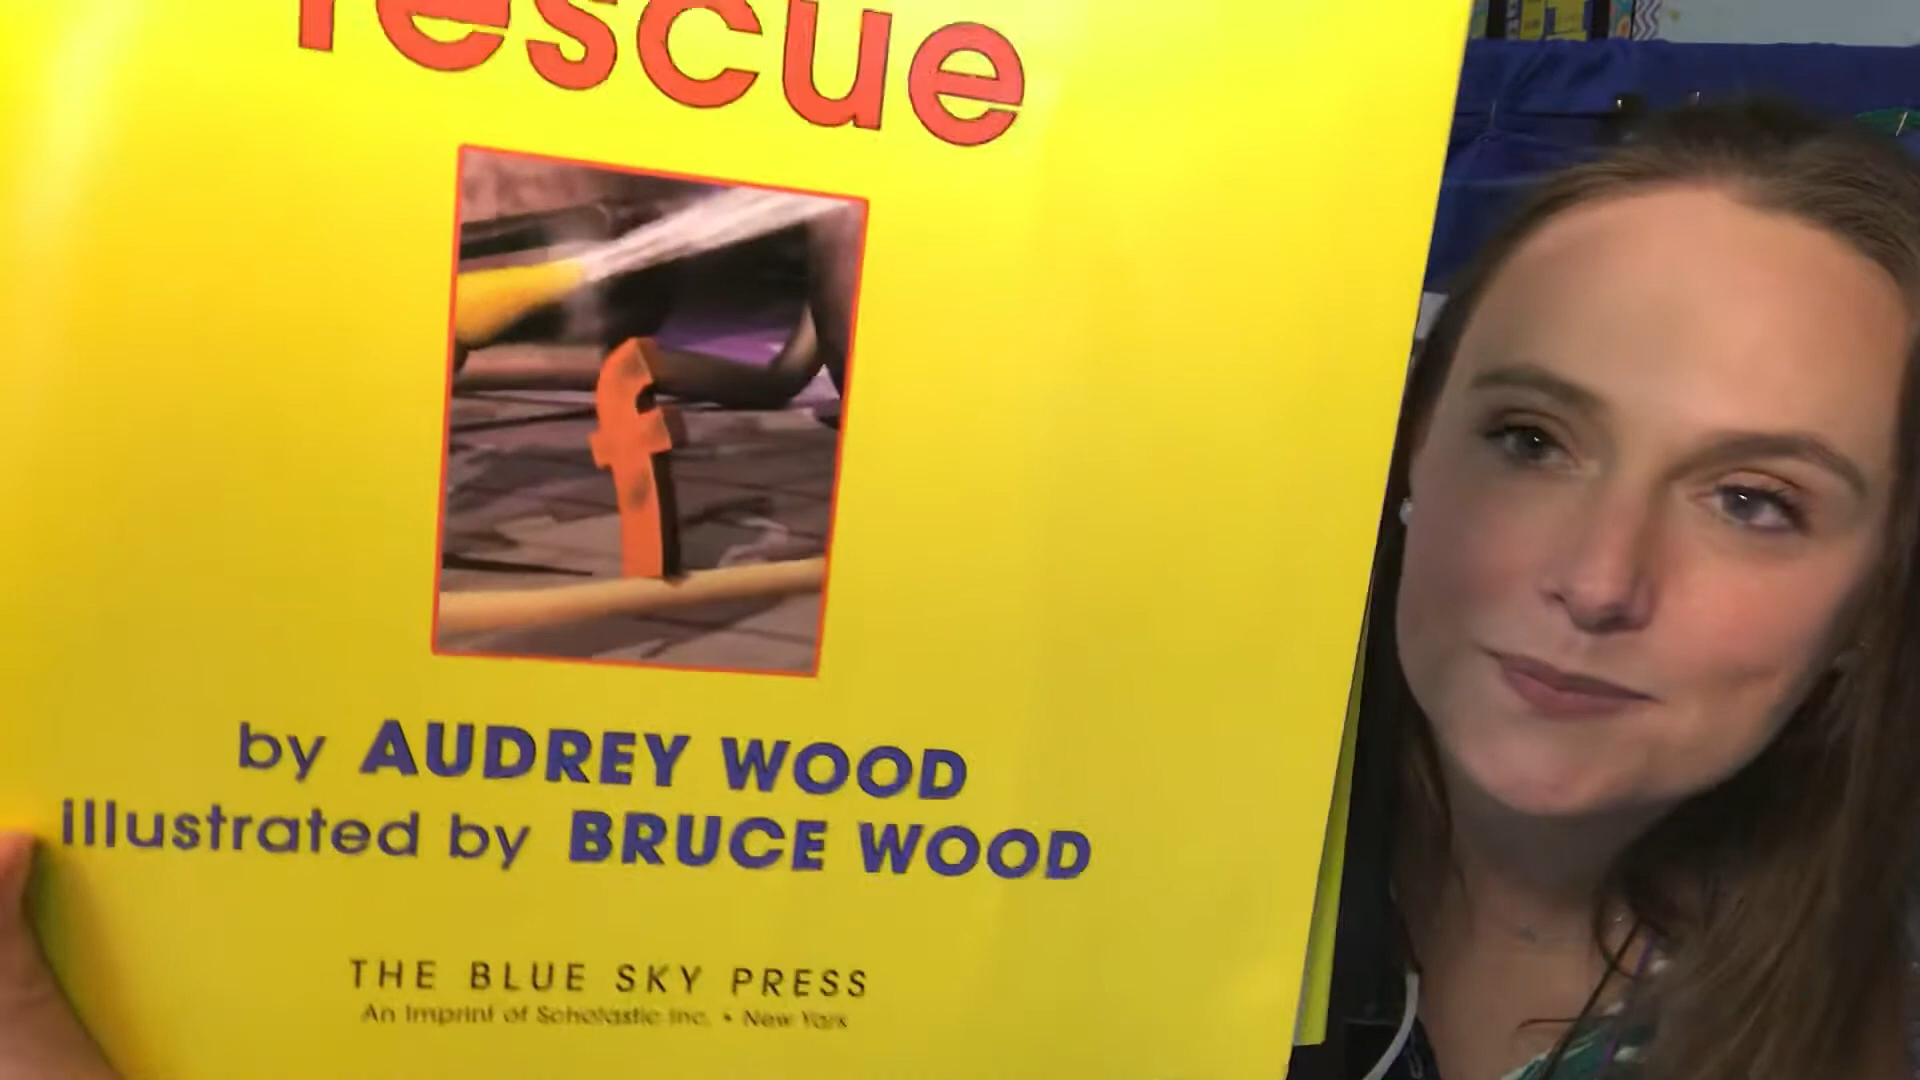 rescue
f
by AUDREY WOOD
illustrated by BRUCE WOOD
THE BLUE SKY PRESS
An Imprint of Scholastic Inc. • New York